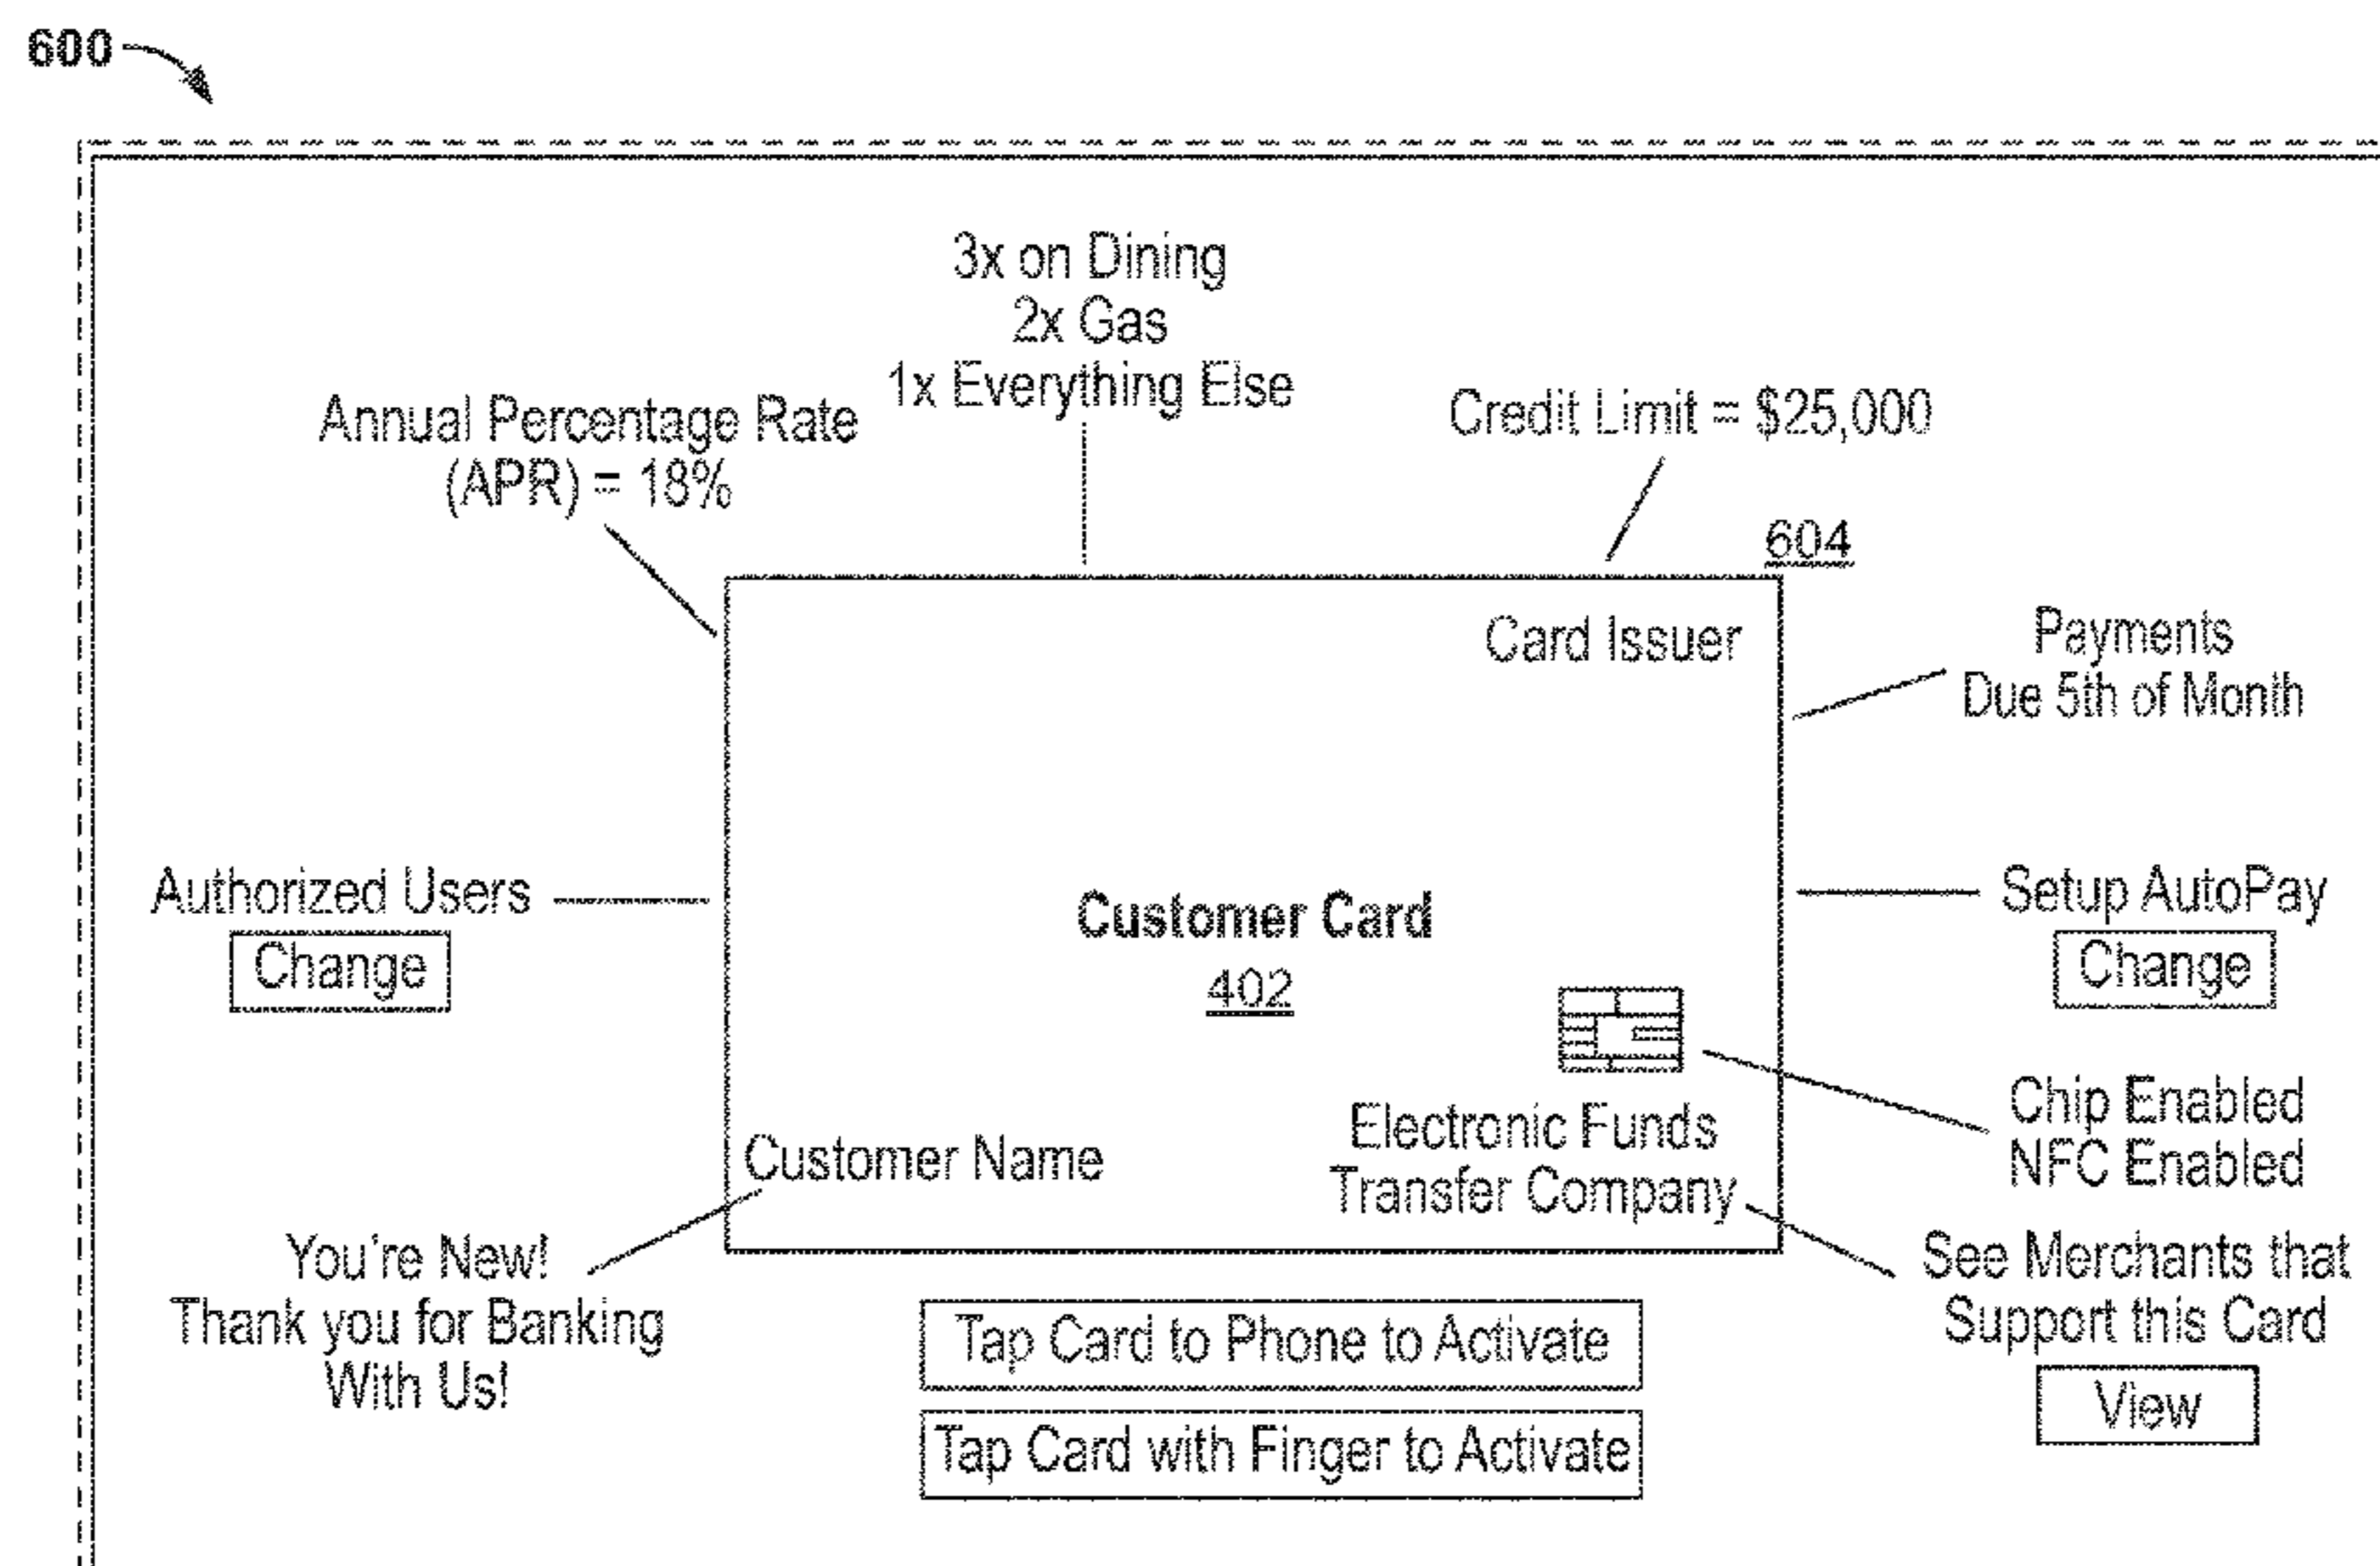 600
3x on Dining
2x Gas
1x Everything Else
Annual Percentage Rate
(APR) = 18%
Credit Limit = $25,000
604
Card Issuer
Payments
Due 5th of Month
Authorized Users
Change
Customer Card
402
Setup AutoPay
Change
Chip Enabled
NFC Enabled
Customer Name
Electronic Funds
Transfer Company
You're New!
Thank you for Banking
With Us!
See Merchants that
Support this Card
View
Tap Card to Phone to Activate
Tap Card with Finger to Activate